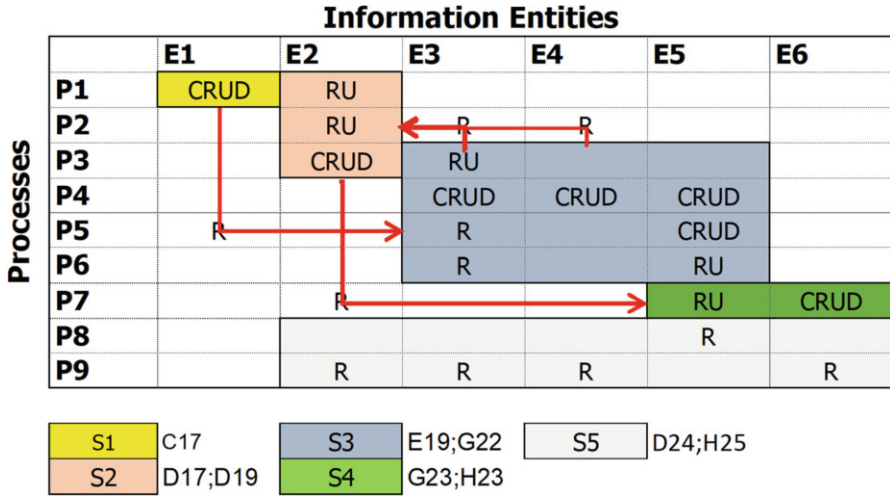 Information Entities
E1 E2 E3 E4 E5 E6
Processes
P1 CRUD RU
P2 RU R R
P3 CRUD RU
P4 CRUD CRUD CRUD
P5 R R CRUD
P6 R RU
P7 R RU CRUD
P8 R
P9 R R R R
S1 C17 S3 E19;G22 S5 D24;H25
S2 D17;D19 S4 G23;H23